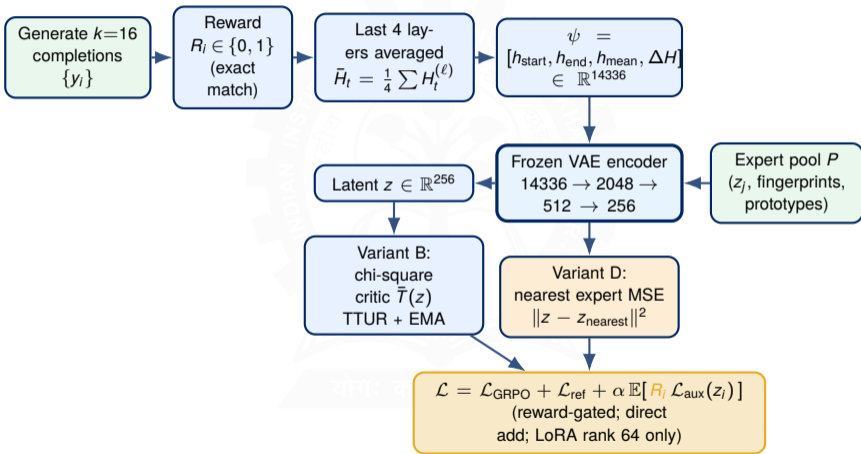 Generate k=16
completions
{yᵢ}
Reward
Rᵢ ∈ {0, 1}
(exact
match)
Last 4 lay-
ers averaged
H̄ₜ = ¼ ∑ Hₜ^(ℓ)
ψ =
[h_start, h_end, h_mean, ΔH]
∈ ℝ^14336
Frozen VAE encoder
14336 → 2048 →
512 → 256
Expert pool P
(zⱼ, fingerprints,
prototypes)
Latent z ∈ ℝ^256
Variant B:
chi-square
critic T̄(z)
TTUR + EMA
Variant D:
nearest expert MSE
‖z − z_nearest‖²
ℒ = ℒ_GRPO + ℒ_ref + α 𝔼[ Rᵢ ℒ_aux(zᵢ) ]
(reward-gated; direct
add; LoRA rank 64 only)